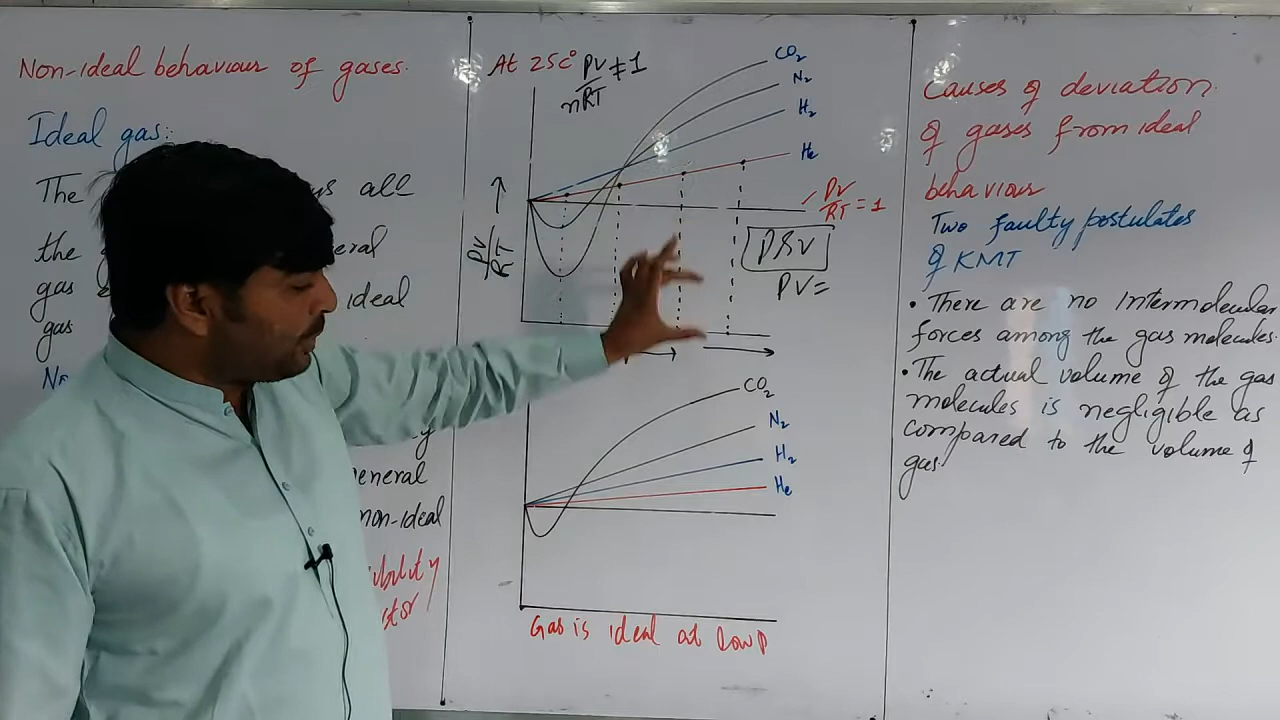 Non-ideal behaviour of gases.
Ideal gas:
The
all
the
gas
ideal
gas
general
non-ideal
At 25C° PV/nRT ≠ 1
CO₂
N₂
H₂
He
PV/RT = 1
PV/RT
PV=
CO₂
N₂
H₂
He
Gas is ideal at low P
Causes of deviation
of gases from ideal
behaviour
Two faulty postulates
of KMT
• There are no intermolecular
forces among the gas molecules.
• The actual volume of the gas
molecules is negligible as
compared to the volume of
gas.